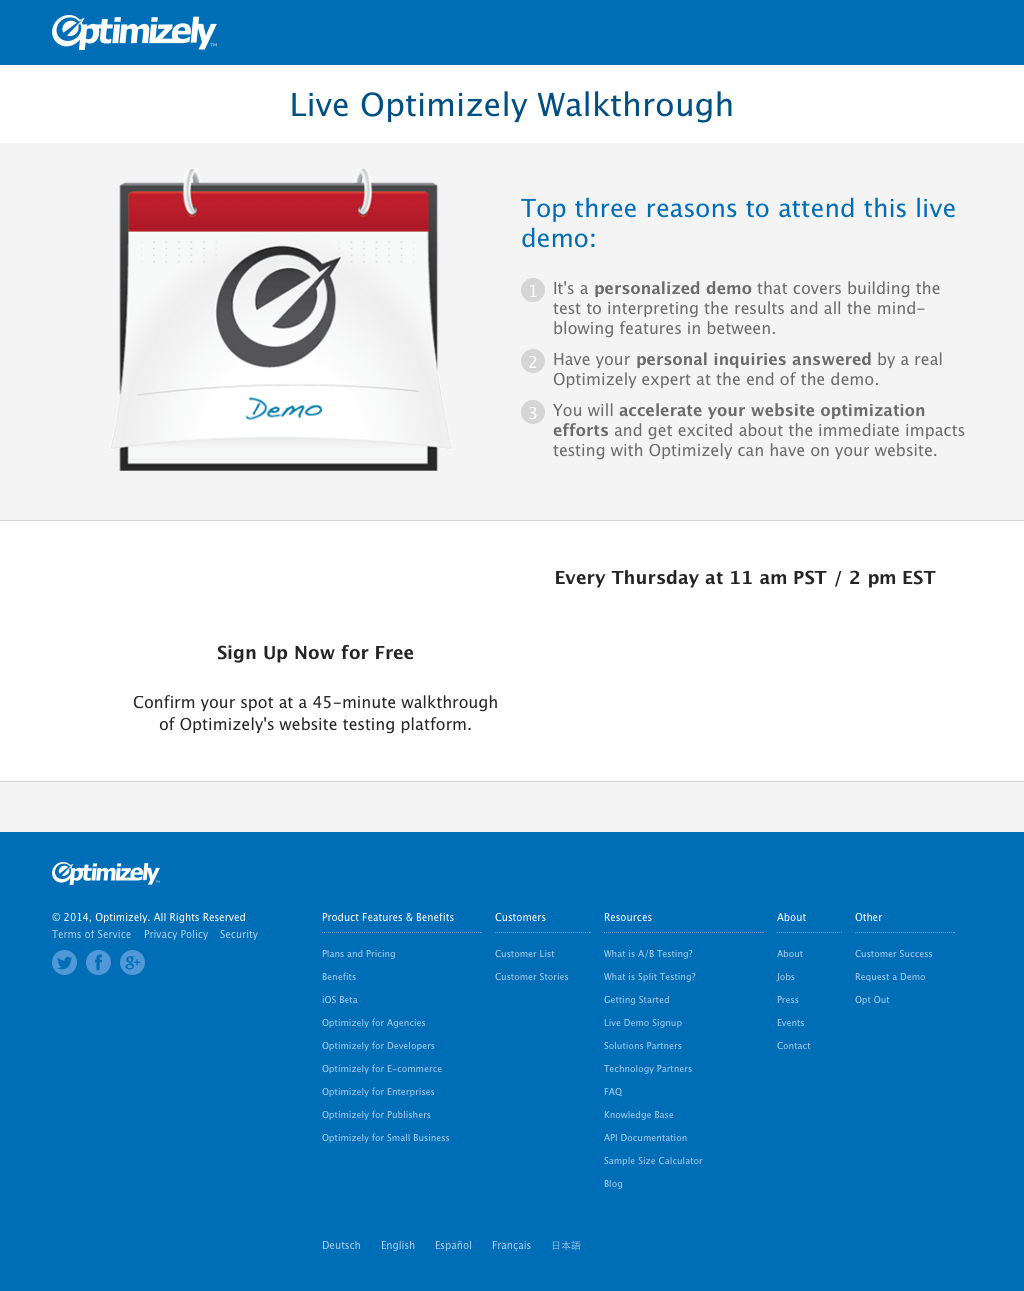 Optimizely™
Live Optimizely Walkthrough
Demo
Top three reasons to attend this live
demo:
1 It's a personalized demo that covers building the
test to interpreting the results and all the mind-
blowing features in between.
2 Have your personal inquiries answered by a real
Optimizely expert at the end of the demo.
3 You will accelerate your website optimization
efforts and get excited about the immediate impacts
testing with Optimizely can have on your website.
Every Thursday at 11 am PST / 2 pm EST
Sign Up Now for Free
Confirm your spot at a 45-minute walkthrough
of Optimizely's website testing platform.
Optimizely™
© 2014, Optimizely. All Rights Reserved
Terms of Service Privacy Policy Security
Product Features & Benefits
Plans and Pricing
Benefits
iOS Beta
Optimizely for Agencies
Optimizely for Developers
Optimizely for E-commerce
Optimizely for Enterprises
Optimizely for Publishers
Optimizely for Small Business
Customers
Customer List
Customer Stories
Resources
What is A/B Testing?
What is Split Testing?
Getting Started
Live Demo Signup
Solutions Partners
Technology Partners
FAQ
Knowledge Base
API Documentation
Sample Size Calculator
Blog
About
About
Jobs
Press
Events
Contact
Other
Customer Success
Request a Demo
Opt Out
Deutsch English Español Français 日本語